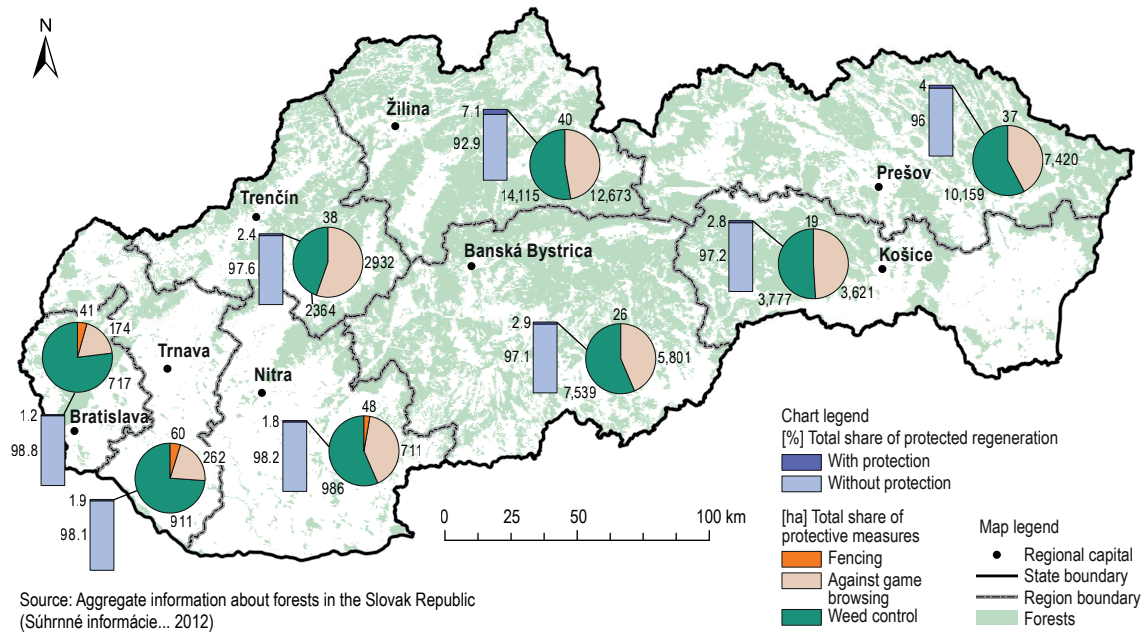 N
Žilina
7.1
92.9
40
14,115
12,673
4
96
37
7,420
10,159
Prešov
Trenčín
2.4
97.6
38
2932
2364
Banská Bystrica
2.8
97.2
19
3,777
3,621
Košice
41
174
717
1.2
98.8
Bratislava
Trnava
60
262
911
1.9
98.1
Nitra
1.8
98.2
48
711
986
2.9
97.1
26
5,801
7,539
0 25 50 100 km
Chart legend
[%] Total share of protected regeneration
With protection
Without protection
[ha] Total share of
protective measures
Fencing
Against game
browsing
Weed control
Map legend
Regional capital
State boundary
Region boundary
Forests
Source: Aggregate information about forests in the Slovak Republic
(Súhrnné informácie... 2012)